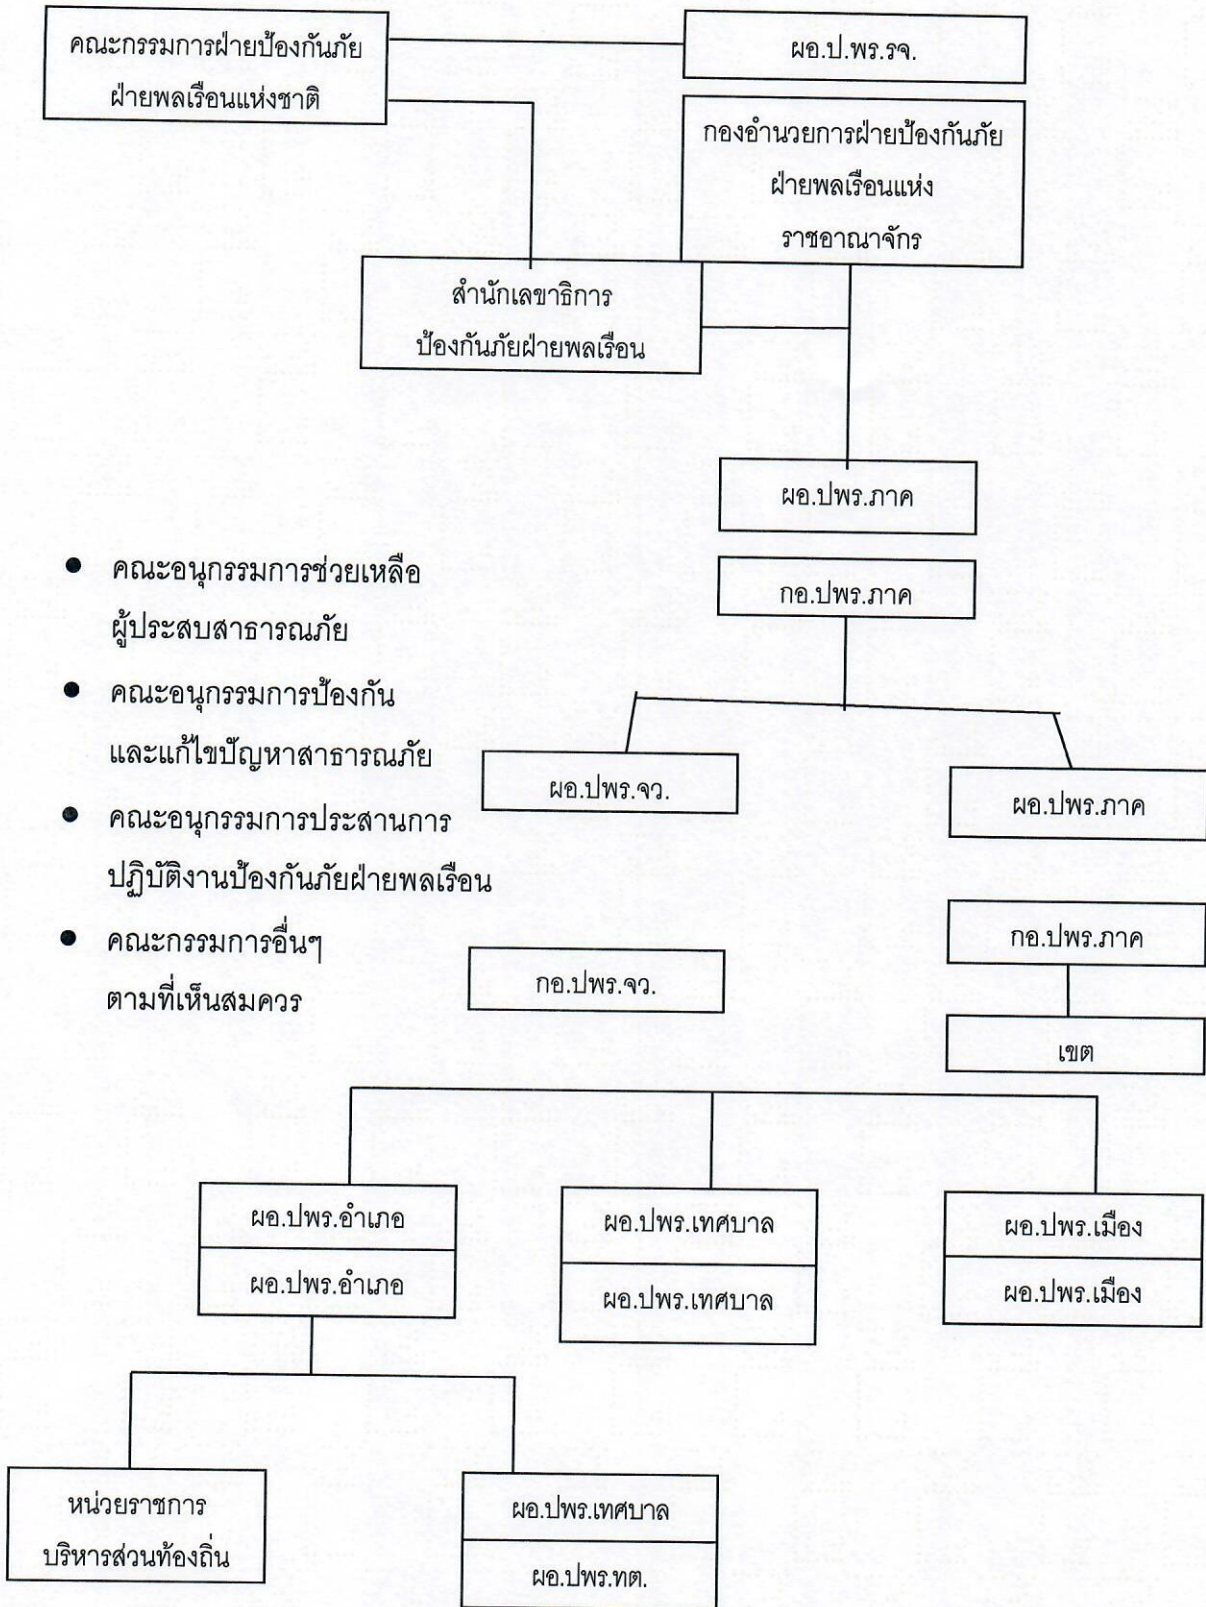 คณะกรรมการฝ่ายป้องกันภัย
ฝ่ายพลเรือนแห่งชาติ
ผอ.ป.พร.รจ.
กองอำนวยการฝ่ายป้องกันภัย
ฝ่ายพลเรือนแห่ง
ราชอาณาจักร
สำนักเลขาธิการ
ป้องกันภัยฝ่ายพลเรือน
ผอ.ปพร.ภาค
กอ.ปพร.ภาค
● คณะอนุกรรมการช่วยเหลือ
ผู้ประสบสาธารณภัย
● คณะอนุกรรมการป้องกัน
และแก้ไขปัญหาสาธารณภัย
● คณะอนุกรรมการประสานการ
ปฏิบัติงานป้องกันภัยฝ่ายพลเรือน
● คณะกรรมการอื่นๆ
ตามที่เห็นสมควร
ผอ.ปพร.จว.
ผอ.ปพร.ภาค
กอ.ปพร.จว.
กอ.ปพร.ภาค
เขต
ผอ.ปพร.อำเภอ
ผอ.ปพร.อำเภอ
ผอ.ปพร.เทศบาล
ผอ.ปพร.เทศบาล
ผอ.ปพร.เมือง
ผอ.ปพร.เมือง
หน่วยราชการ
บริหารส่วนท้องถิ่น
ผอ.ปพร.เทศบาล
ผอ.ปพร.ทต.